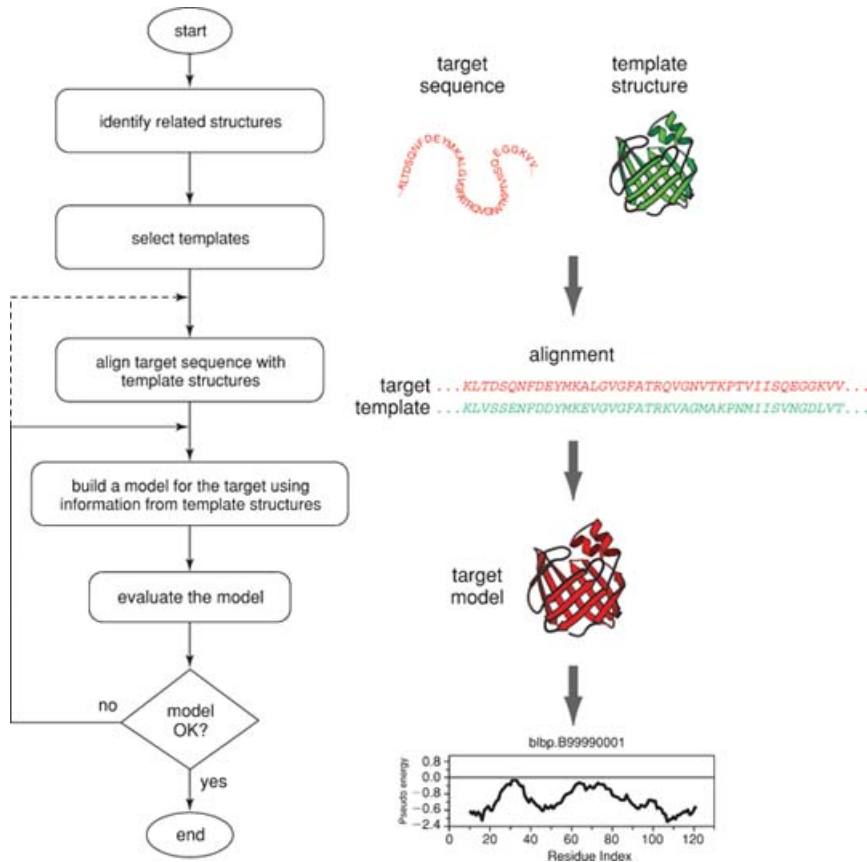 start
identify related structures
select templates
align target sequence with
template structures
build a model for the target using
information from template structures
evaluate the model
no
model
OK?
yes
end
target
sequence
template
structure
alignment
target ...KLTDSQNFDEYMKALGVGFATRQVGNVTKPTVIISQEGGKVV...
template ...KLVSSENFDDYMKEVGVGFATRKVAGMAKPNMIISVNGDLVT...
target
model
blbp.B99990001
Pseudo energy
0.8
0.0
−0.8
−0.6
−2.4
0 20 40 60 80 100 120
Residue Index